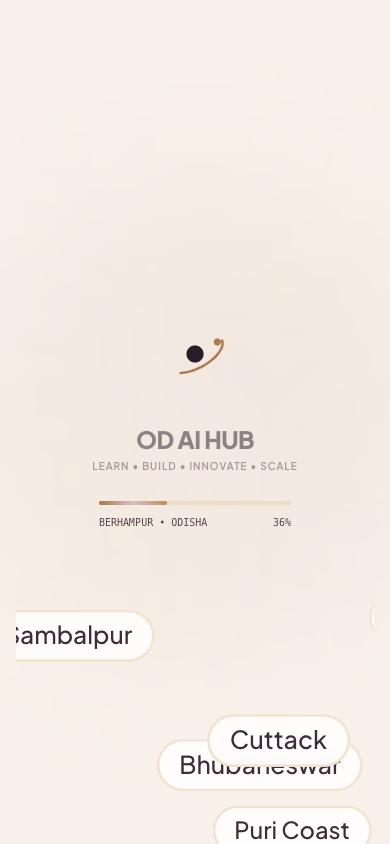 OD AI HUB
LEARN • BUILD • INNOVATE • SCALE
BERHAMPUR • ODISHA 36%
Sambalpur
Cuttack
Bhubaneswar
Puri Coast